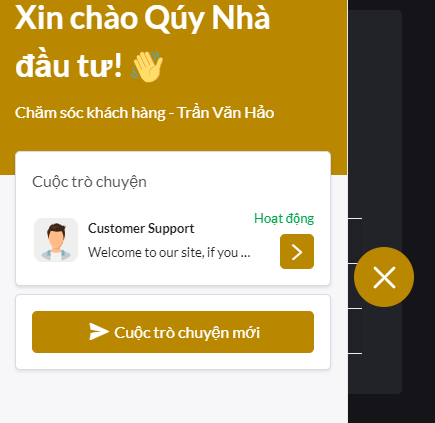 Xin chào Qúy Nhà
đầu tư! 👋
Chăm sóc khách hàng - Trần Văn Hảo
Cuộc trò chuyện
Hoạt động
Customer Support
Welcome to our site, if you ...
Cuộc trò chuyện mới